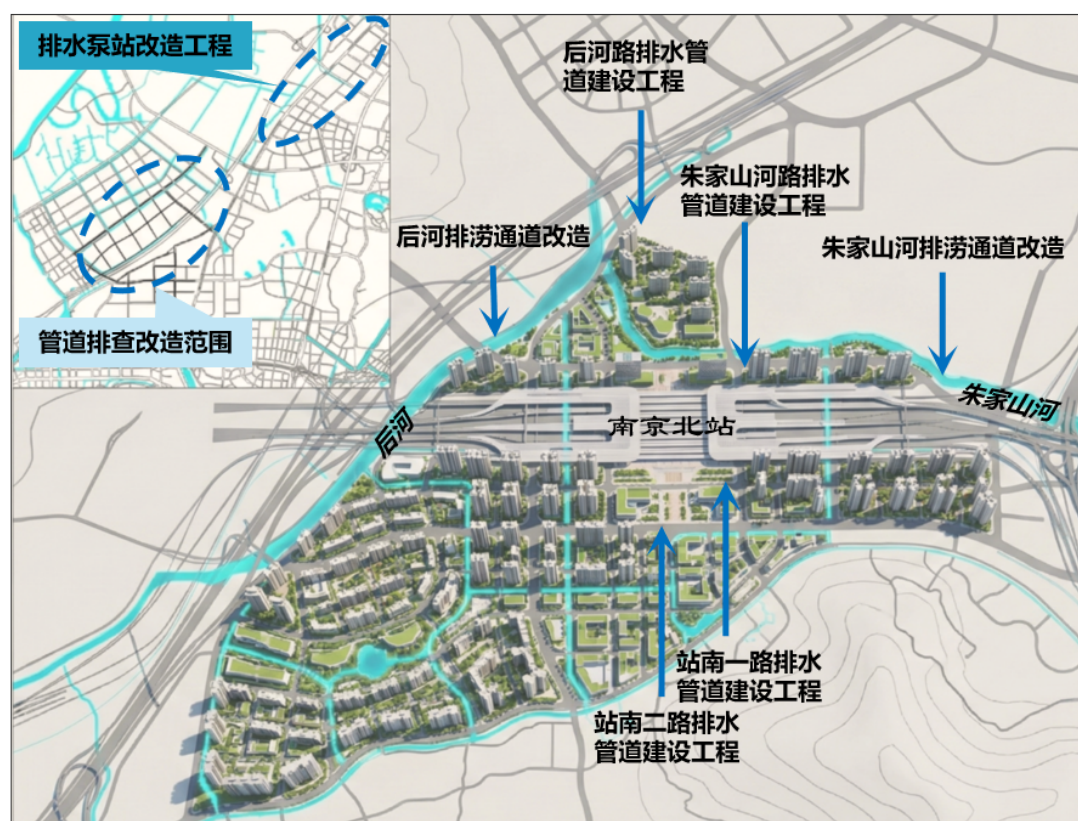 排水泵站改造工程
管道排查改造范围
后河路排水管
道建设工程
朱家山河路排水
管道建设工程
后河排涝通道改造
朱家山河排涝通道改造
朱家山河
后河
南京北站
站南一路排水
管道建设工程
站南二路排水
管道建设工程